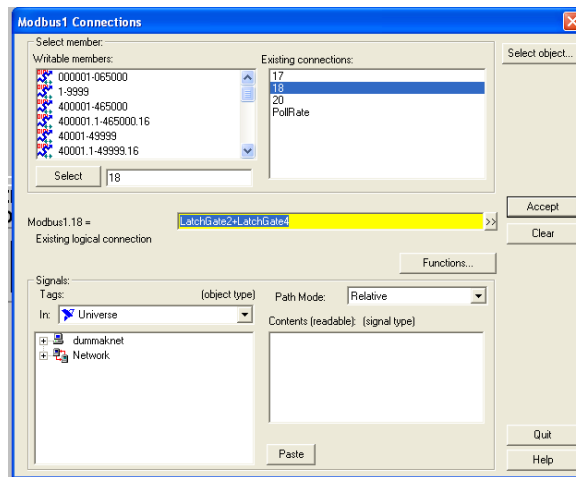 Modbus1 Connections
Select member:
Writable members:
Existing connections:
000001-065000
1-9999
400001-465000
400001.1-465000.16
40001-49999
40001.1-49999.16
17
18
20
PollRate
Select object...
Select
18
Modbus1.18 =
LatchGate2+LatchGate4
>>
Existing logical connection
Accept
Clear
Functions...
Signals:
Tags:
(object type)
In:
Universe
Path Mode:
Relative
Contents (readable): (signal type)
dummaknet
Network
Paste
Quit
Help